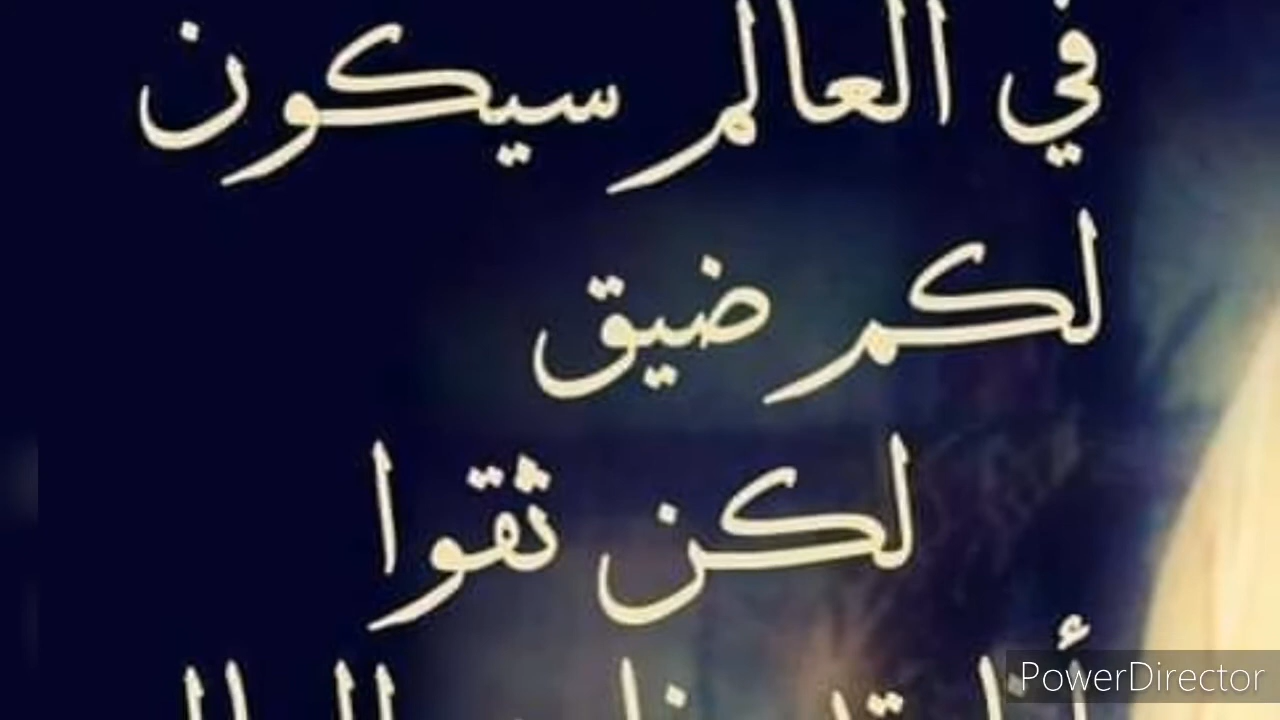 في العالم سيكون
لكم ضيق
لكن ثقوا
PowerDirector